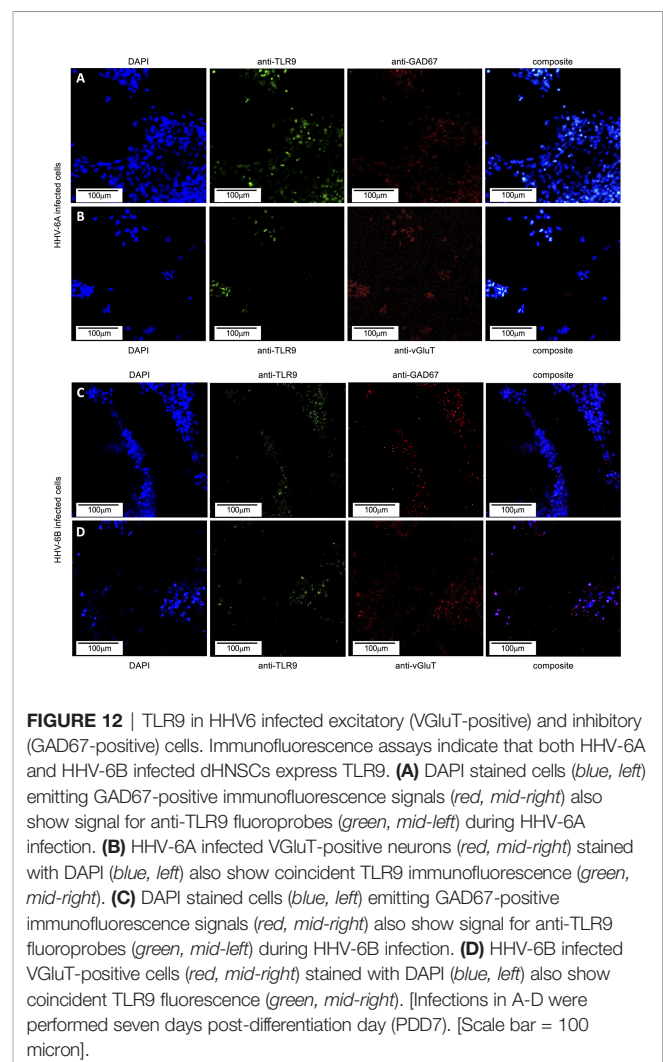 DAPI anti-TLR9 anti-GAD67 composite
A
HHV-6A infected cells
100µm 100µm 100µm 100µm
B
100µm 100µm 100µm 100µm
DAPI anti-TLR9 anti-vGluT composite
DAPI anti-TLR9 anti-GAD67 composite
C
HHV-6B infected cells
100µm 100µm 100µm 100µm
D
100µm 100µm 100µm 100µm
DAPI anti-TLR9 anti-vGluT composite
FIGURE 12 | TLR9 in HHV6 infected excitatory (VGluT-positive) and inhibitory
(GAD67-positive) cells. Immunofluorescence assays indicate that both HHV-6A
and HHV-6B infected dHNSCs express TLR9. (A) DAPI stained cells (blue, left)
emitting GAD67-positive immunofluorescence signals (red, mid-right) also
show signal for anti-TLR9 fluoroprobes (green, mid-left) during HHV-6A
infection. (B) HHV-6A infected VGluT-positive neurons (red, mid-right) stained
with DAPI (blue, left) also show coincident TLR9 immunofluorescence (green,
mid-right). (C) DAPI stained cells (blue, left) emitting GAD67-positive
immunofluorescence signals (red, mid-right) also show signal for anti-TLR9
fluoroprobes (green, mid-left) during HHV-6B infection. (D) HHV-6B infected
VGluT-positive cells (red, mid-right) stained with DAPI (blue, left) also show
coincident TLR9 fluorescence (green, mid-right). [Infections in A-D were
performed seven days post-differentiation day (PDD7). [Scale bar = 100
micron].